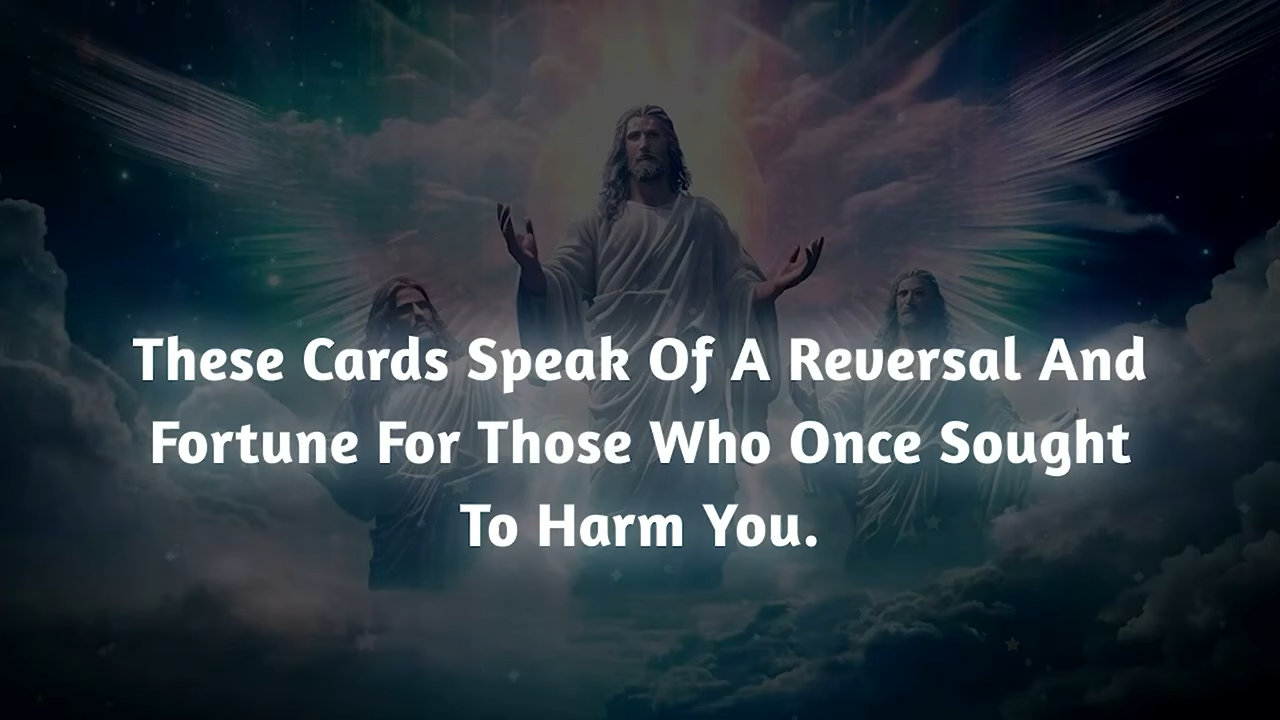 These Cards Speak Of A Reversal And
Fortune For Those Who Once Sought
To Harm You.